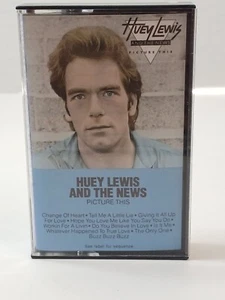 Huey Lewis
AND THE NEWS
PICTURE THIS
HUEY LEWIS
AND THE NEWS
PICTURE THIS
Change Of Heart • Tell Me A Little Lie • Giving It All Up
For Love • Hope You Love Me Like You Say You Do •
Workin For A Livin' • Do You Believe In Love • Is It Me •
Whatever Happened To True Love • The Only One •
Buzz Buzz Buzz